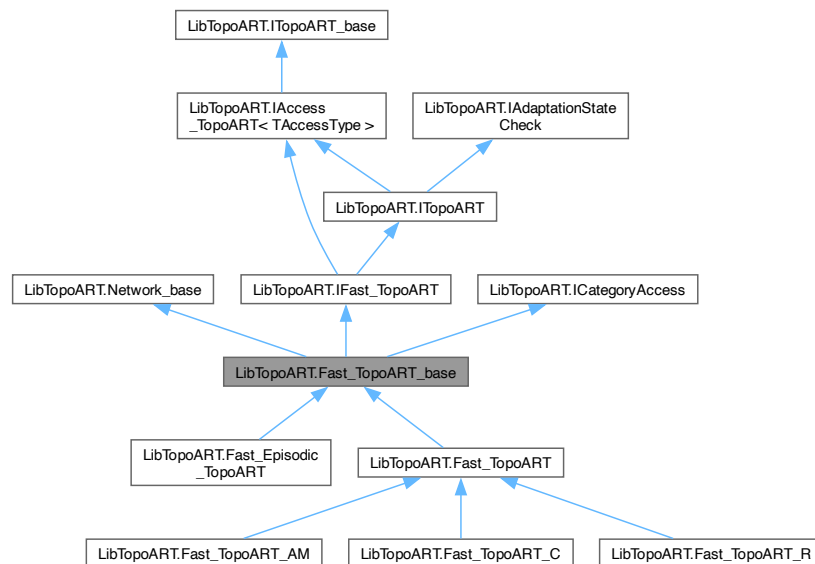 LibTopoART.ITopoART_base
LibTopoART.IAccess
_TopoART< TAccessType >
LibTopoART.IAdaptationState
Check
LibTopoART.ITopoART
LibTopoART.Network_base
LibTopoART.IFast_TopoART
LibTopoART.ICategoryAccess
LibTopoART.Fast_TopoART_base
LibTopoART.Fast_Episodic
_TopoART
LibTopoART.Fast_TopoART
LibTopoART.Fast_TopoART_AM
LibTopoART.Fast_TopoART_C
LibTopoART.Fast_TopoART_R